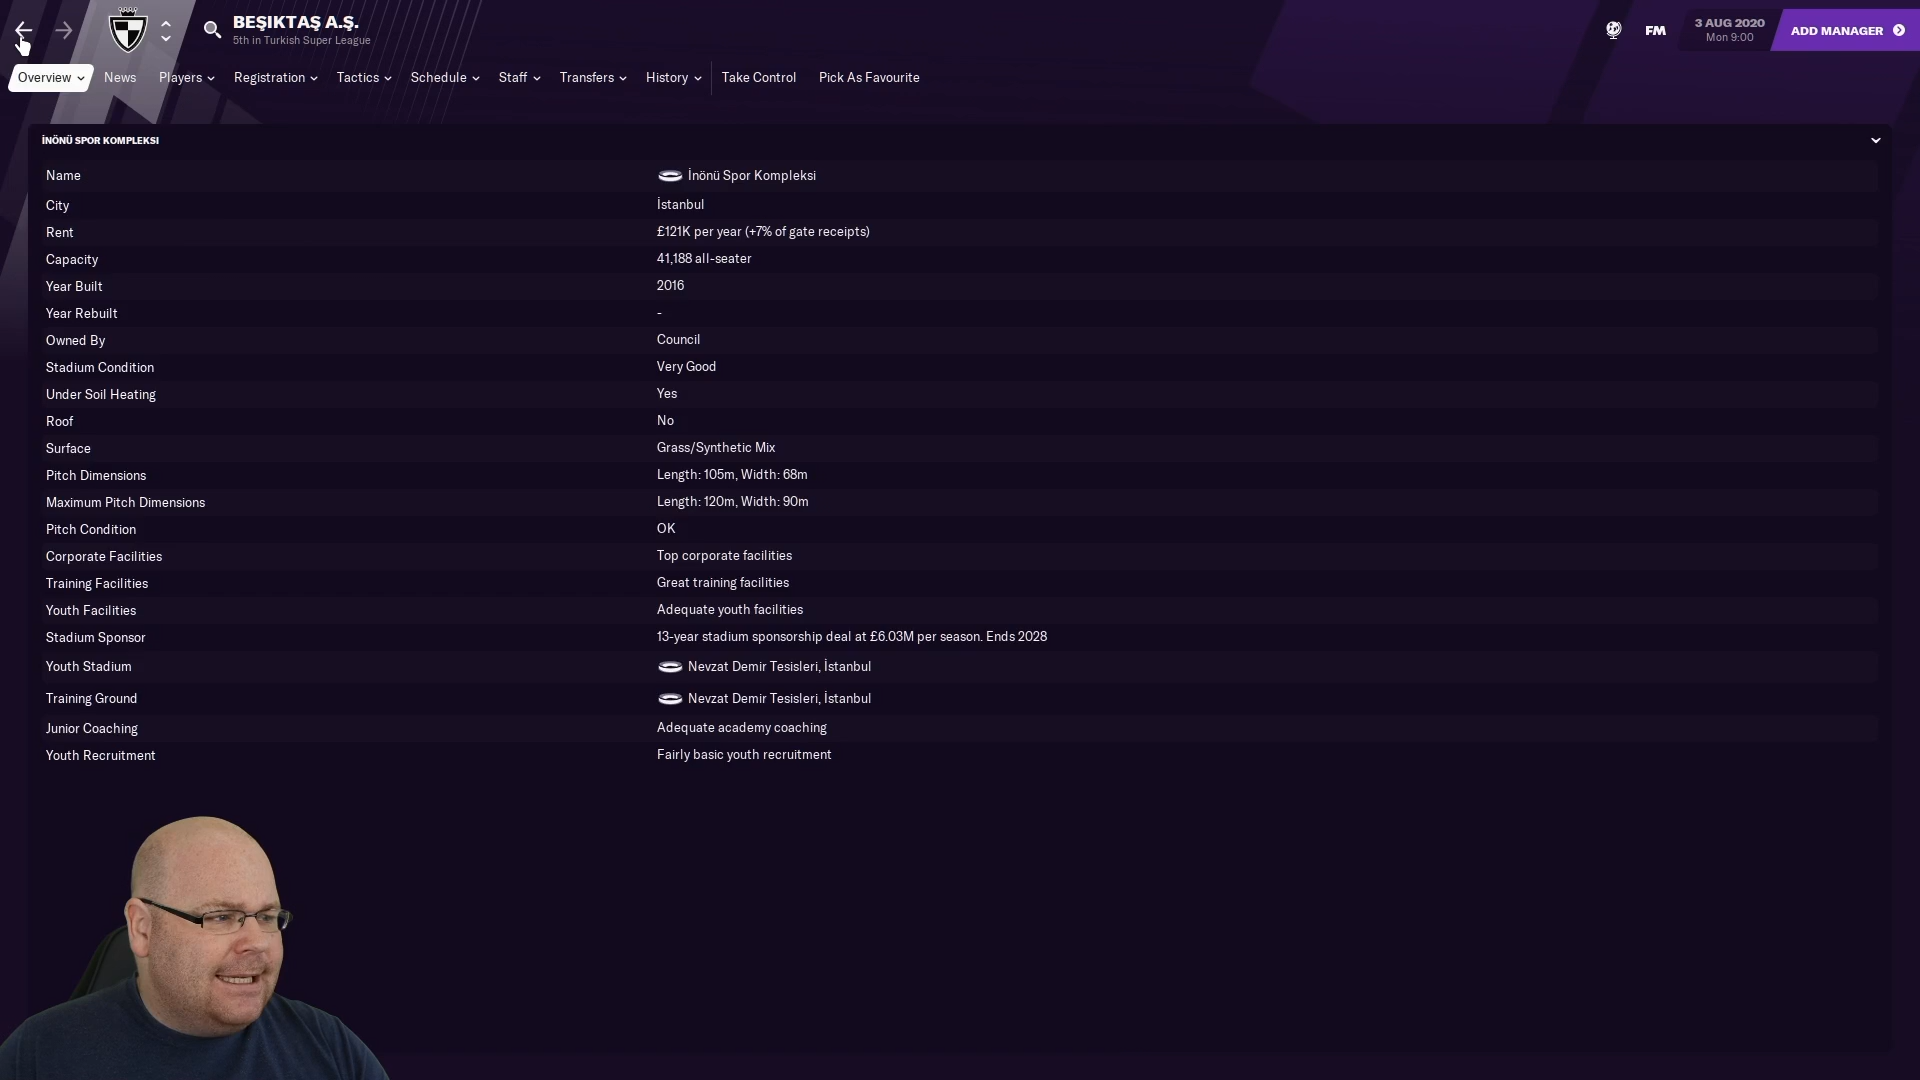 BEŞIKTAŞ A.Ş.
5th in Turkish Super League
FM
3 AUG 2020
Mon 9:00
ADD MANAGER
Overview
News
Players
Registration
Tactics
Schedule
Staff
Transfers
History
Take Control
Pick As Favourite
İNÖNÜ SPOR KOMPLEKSI
Name İnönü Spor Kompleksi
City İstanbul
Rent £121K per year (+7% of gate receipts)
Capacity 41,188 all-seater
Year Built 2016
Year Rebuilt -
Owned By Council
Stadium Condition Very Good
Under Soil Heating Yes
Roof No
Surface Grass/Synthetic Mix
Pitch Dimensions Length: 105m, Width: 68m
Maximum Pitch Dimensions Length: 120m, Width: 90m
Pitch Condition OK
Corporate Facilities Top corporate facilities
Training Facilities Great training facilities
Youth Facilities Adequate youth facilities
Stadium Sponsor 13-year stadium sponsorship deal at £6.03M per season. Ends 2028
Youth Stadium Nevzat Demir Tesisleri, İstanbul
Training Ground Nevzat Demir Tesisleri, İstanbul
Junior Coaching Adequate academy coaching
Youth Recruitment Fairly basic youth recruitment